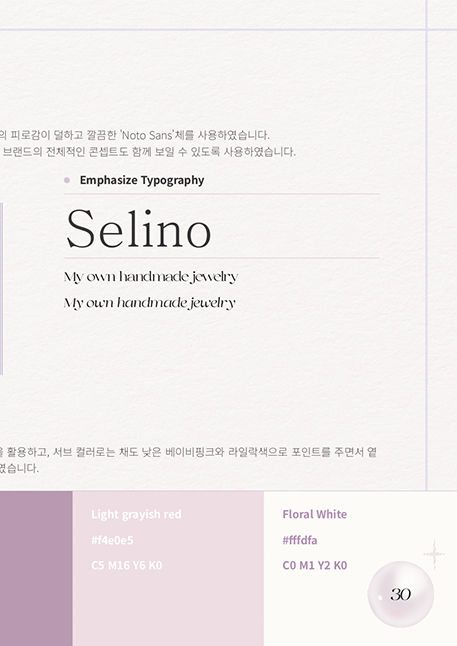 의 피로감이 덜하고 깔끔한 'Noto Sans'체를 사용하였습니다.
브랜드의 전체적인 콘셉트도 함께 보일 수 있도록 사용하였습니다.
Emphasize Typography
Selino
My own handmade jewelry
My own handmade jewelry
을 활용하고, 서브 컬러로는 채도 낮은 베이비핑크와 라일락색으로 포인트를 주면서 옅
였습니다.
Light grayish red
#f4e0e5
C5 M16 Y6 K0
Floral White
#fffdfa
C0 M1 Y2 K0
30